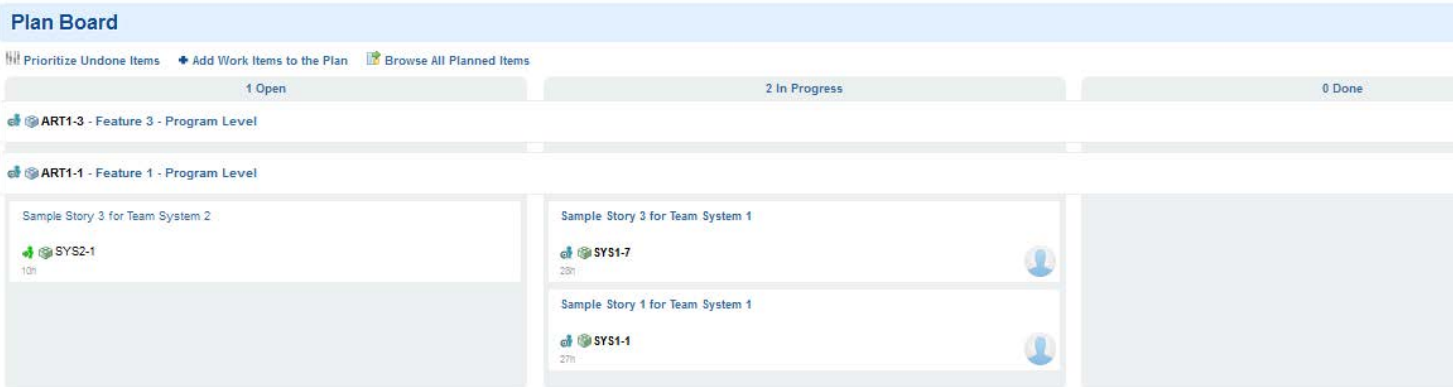 Plan Board
Prioritize Undone Items Add Work Items to the Plan Browse All Planned Items
1 Open 2 In Progress 0 Done
ART1-3 - Feature 3 - Program Level
ART1-1 - Feature 1 - Program Level
Sample Story 3 for Team System 2
SYS2-1
10h
Sample Story 3 for Team System 1
SYS1-7
28h
Sample Story 1 for Team System 1
SYS1-1
27h